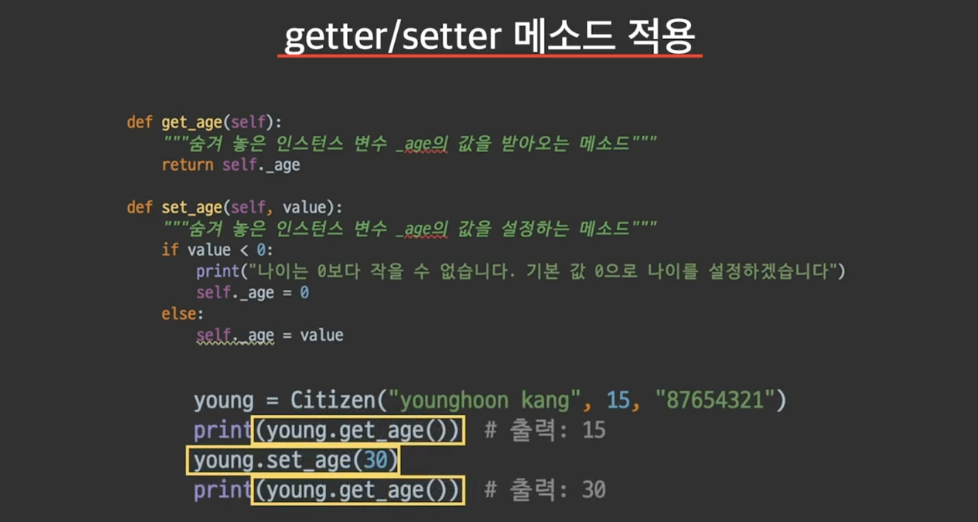 getter/setter 메소드 적용
def get_age(self):
"""숨겨 놓은 인스턴스 변수 _age의 값을 받아오는 메소드"""
return self._age
def set_age(self, value):
"""숨겨 놓은 인스턴스 변수 _age의 값을 설정하는 메소드"""
if value < 0:
print("나이는 0보다 작을 수 없습니다. 기본 값 0으로 나이를 설정하겠습니다")
self._age = 0
else:
self._age = value
young = Citizen("younghoon kang", 15, "87654321")
print(young.get_age()) # 출력: 15
young.set_age(30)
print(young.get_age()) # 출력: 30